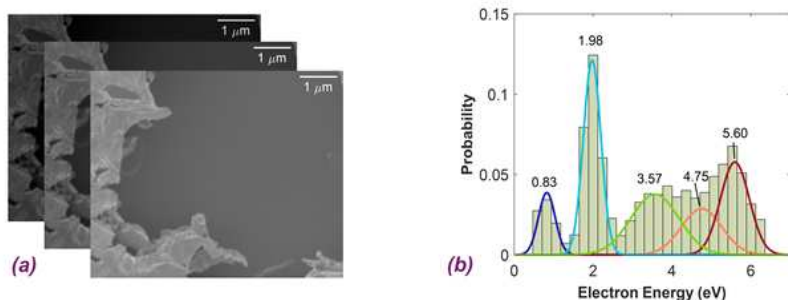 1 μm
1 μm
1 μm
(a)
(b)
0.15
0.1
0.05
0
Probability
0.83
1.98
3.57
4.75
5.60
0 2 4 6
Electron Energy (eV)